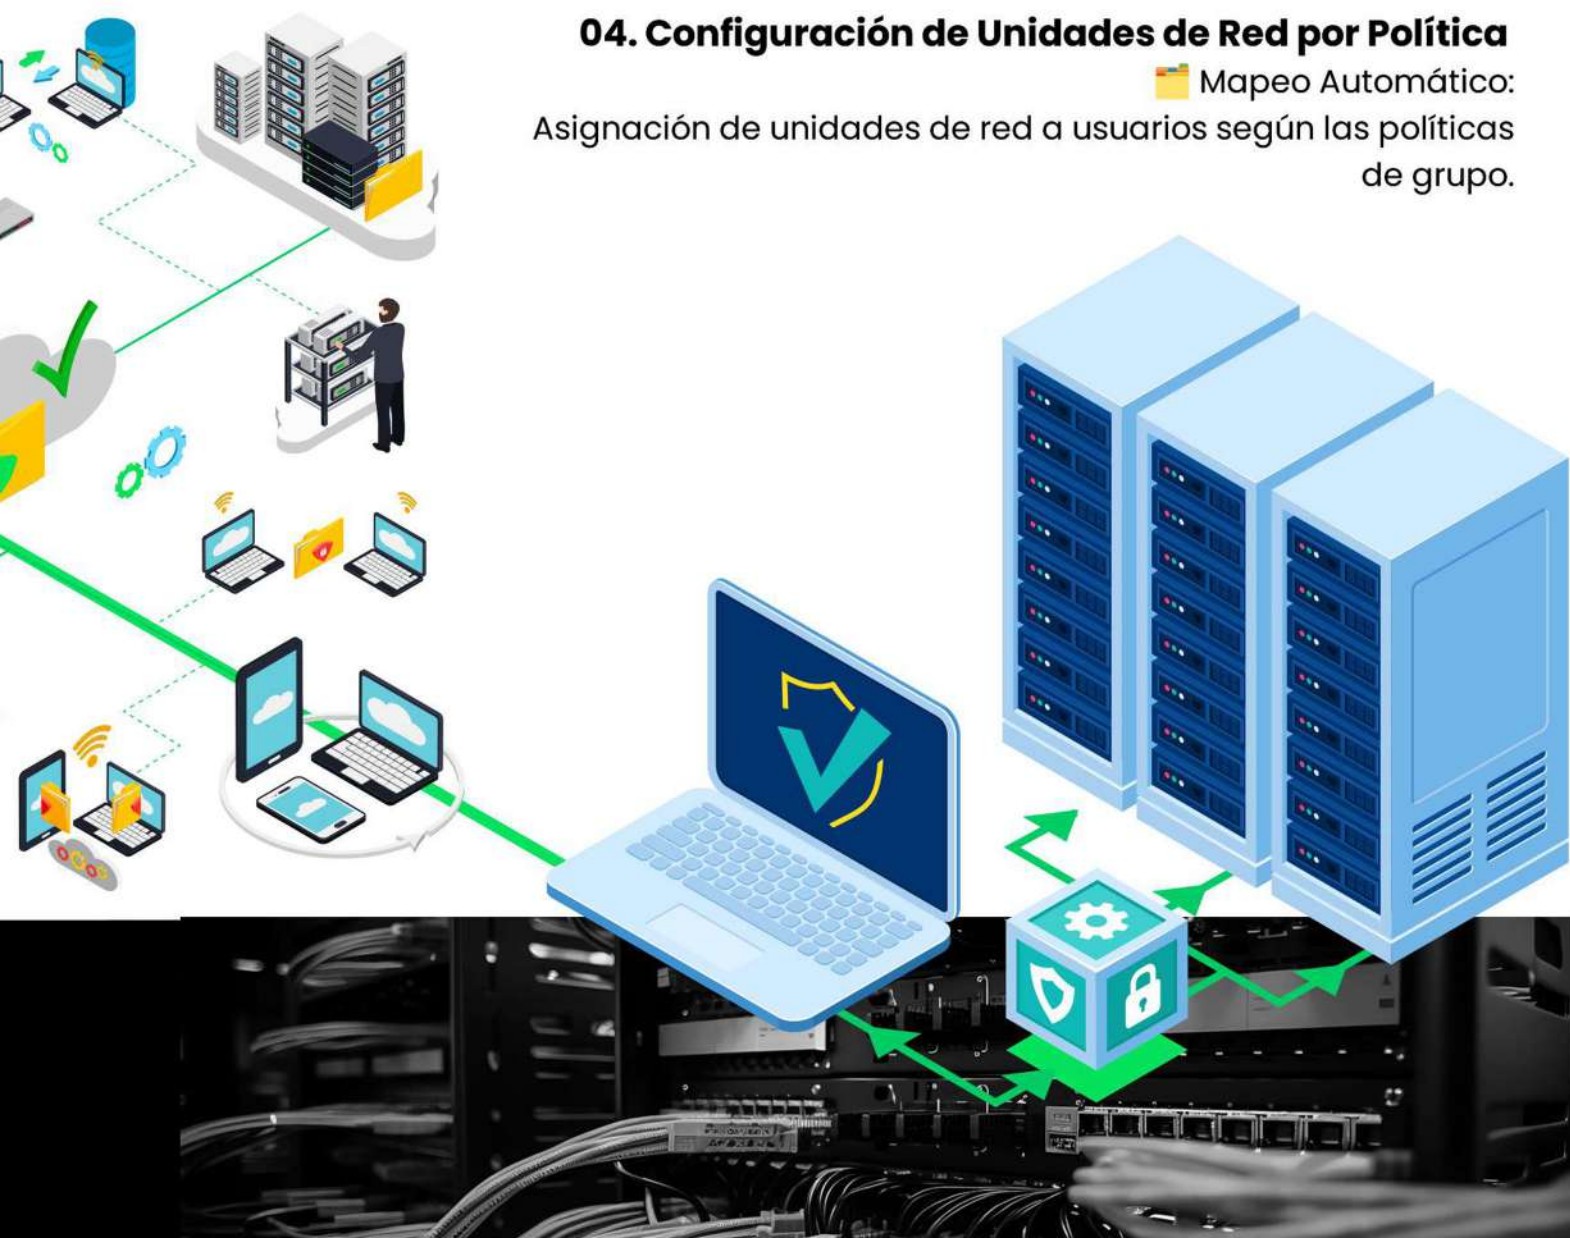 04. Configuración de Unidades de Red por Política
🗂️ Mapeo Automático:
Asignación de unidades de red a usuarios según las políticas
de grupo.